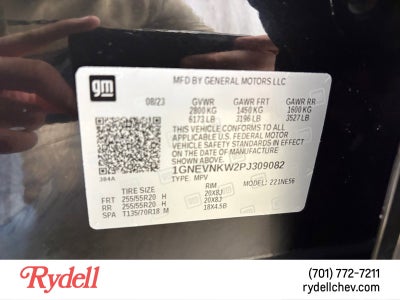 gm
MFD BY GENERAL MOTORS LLC
08/23 GVWR GAWR FRT GAWR RR
2800 KG 1450 KG 1600 KG
6173 LB 3196 LB 3527 LB
THIS VEHICLE CONFORMS TO ALL
APPLICABLE U.S. FEDERAL MOTOR
VEHICLE SAFETY STANDARDS IN EFFECT
ON THE DATE OF MANUFACTURE SHOWN ABOVE.
1GNEVNKW2PJ309082
TYPE: MPV MODEL: 221NE56
J84A
TIRE SIZE RIM
FRT 255/55R20 H 20X8J
RR 255/55R20 H 20X8J
SPA T135/70R18 M 18X4.5B
Rydell
(701) 772-7211
rydellchev.com